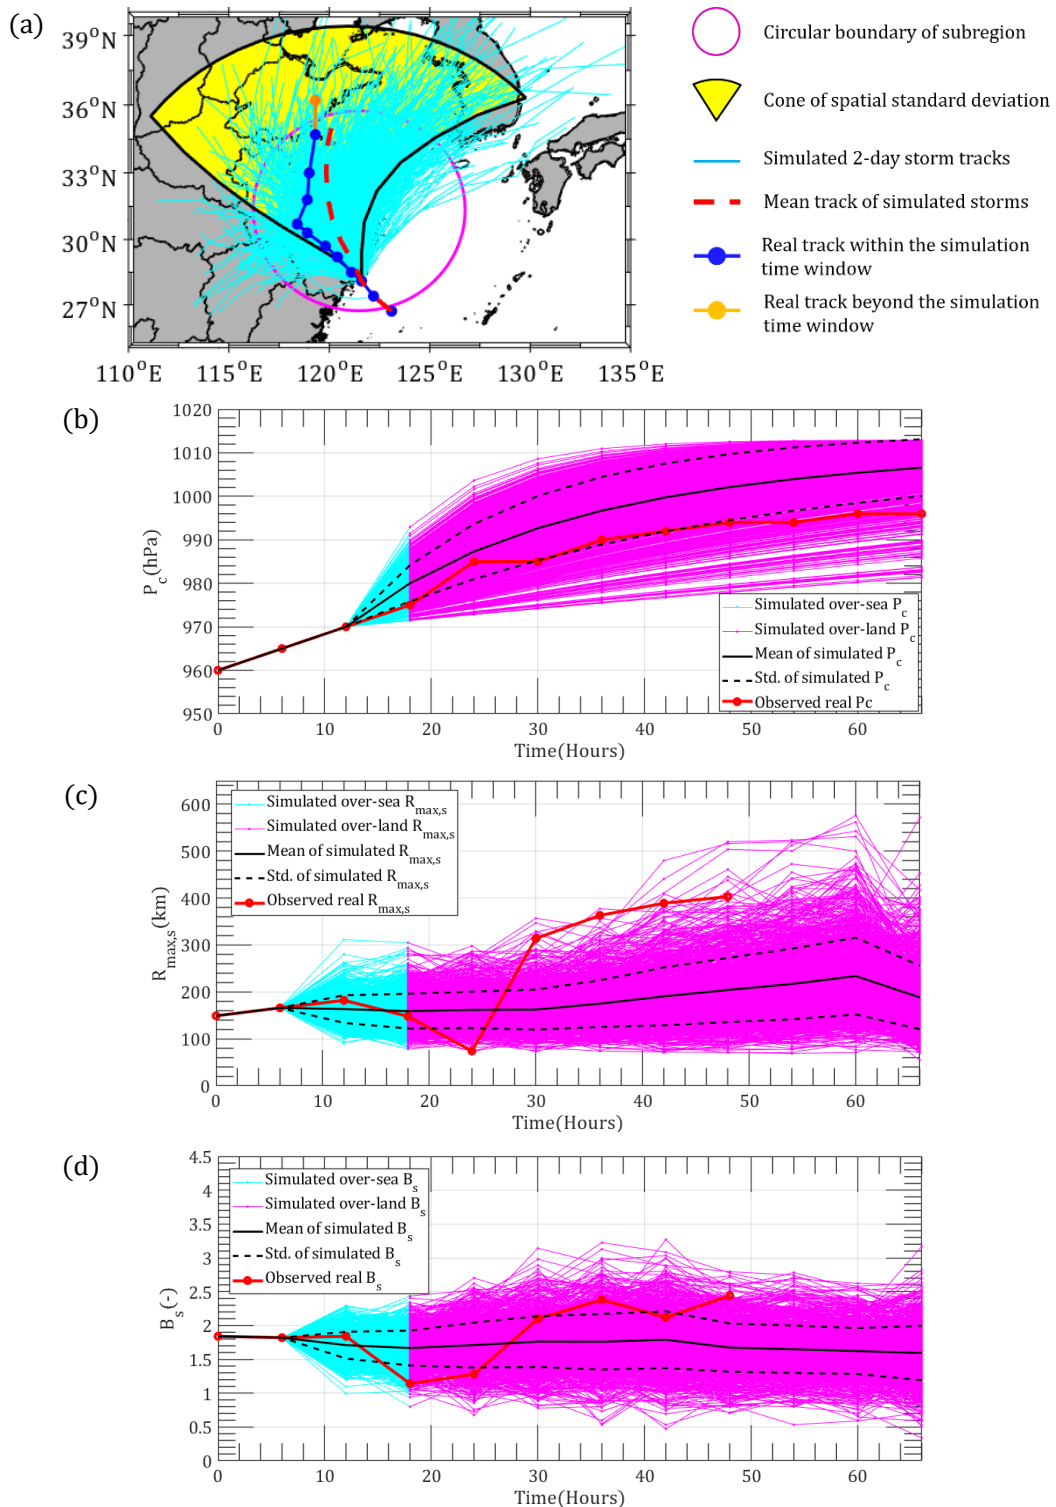 (a)
39°N
36°N
33°N
30°N
27°N
110°E
115°E
120°E
125°E
130°E
135°E
Circular boundary of subregion
Cone of spatial standard deviation
Simulated 2-day storm tracks
Mean track of simulated storms
Real track within the simulation
time window
Real track beyond the simulation
time window
(b)
1020
1010
1000
990
980
970
960
950
P_c(hPa)
0
10
20
30
40
50
60
Time(Hours)
Simulated over-sea P_c
Simulated over-land P_c
Mean of simulated P_c
Std. of simulated P_c
Observed real Pc
(c)
600
500
400
300
200
100
0
R_max,s(km)
0
10
20
30
40
50
60
Time(Hours)
Simulated over-sea R_max,s
Simulated over-land R_max,s
Mean of simulated R_max,s
Std. of simulated R_max,s
Observed real R_max,s
(d)
4.5
4
3.5
3
2.5
2
1.5
1
0.5
0
B_s(-)
0
10
20
30
40
50
60
Time(Hours)
Simulated over-sea B_s
Simulated over-land B_s
Mean of simulated B_s
Std. of simulated B_s
Observed real B_s